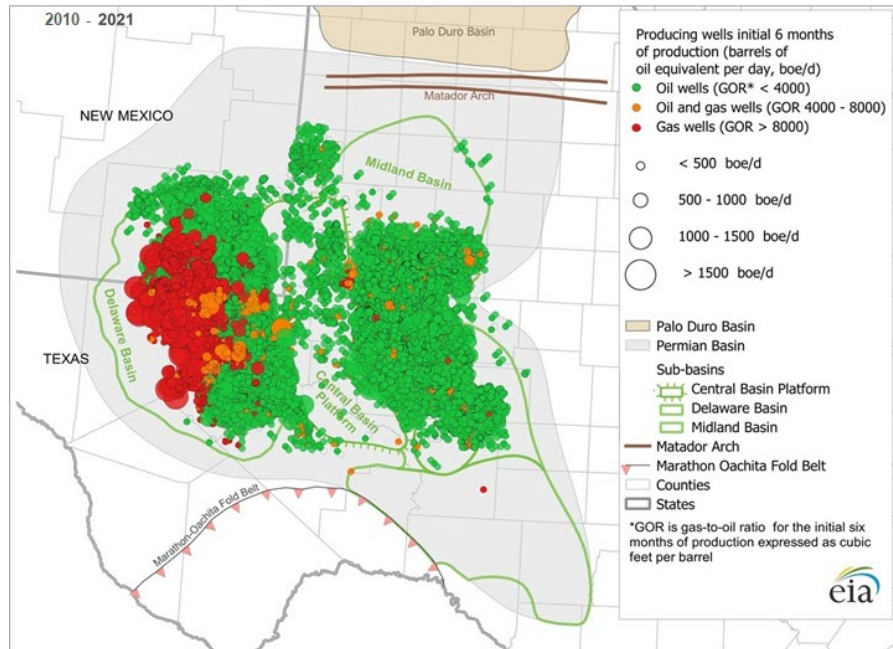 2010 - 2021
Palo Duro Basin
Matador Arch
NEW MEXICO
Midland Basin
Delaware Basin
TEXAS
Central Basin
Platform
Marathon-Oachita Fold Belt
Producing wells initial 6 months
of production (barrels of
oil equivalent per day, boe/d)
Oil wells (GOR* < 4000)
Oil and gas wells (GOR 4000 - 8000)
Gas wells (GOR > 8000)
< 500 boe/d
500 - 1000 boe/d
1000 - 1500 boe/d
> 1500 boe/d
Palo Duro Basin
Permian Basin
Sub-basins
Central Basin Platform
Delaware Basin
Midland Basin
Matador Arch
Marathon Oachita Fold Belt
Counties
States
*GOR is gas-to-oil ratio for the initial six
months of production expressed as cubic
feet per barrel
eia